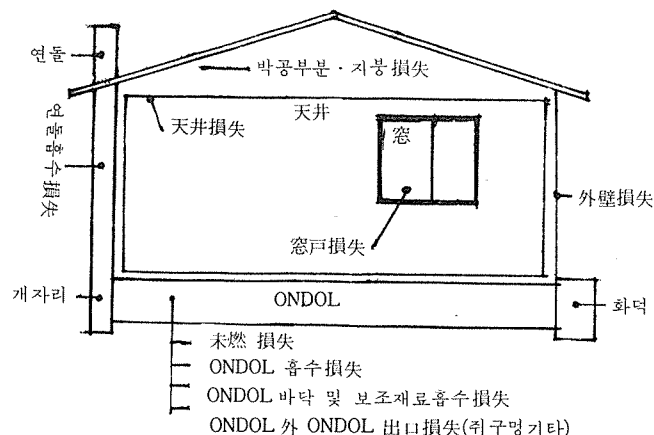 연돌
박공부분·지붕損失
天井
天井損失
窓
연돌흡수損失
外壁損失
窓戸損失
개자리
ONDOL
화덕
未燃 損失
ONDOL 흡수損失
ONDOL 바닥 및 보조재료흡수損失
ONDOL 外 ONDOL 出口損失(쥐구멍기타)